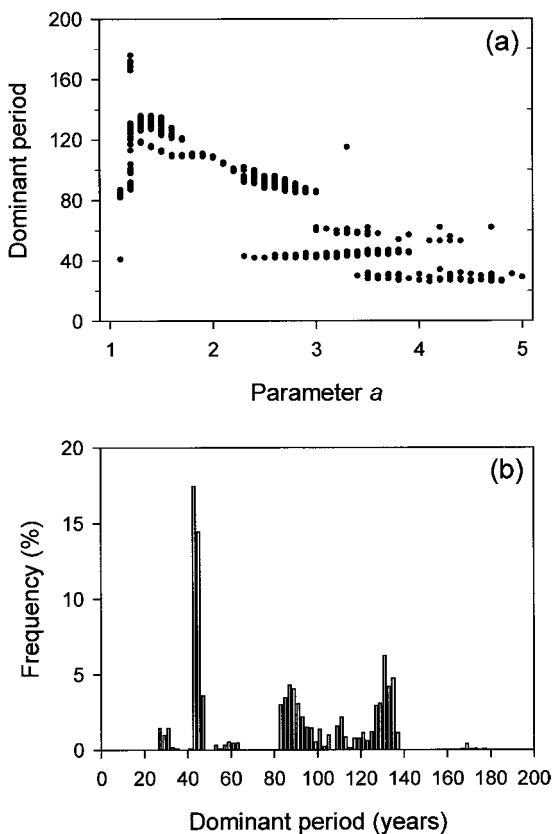 (a)
200
160
120
80
40
0
Dominant period
1 2 3 4 5
Parameter a
(b)
20
15
10
5
0
Frequency (%)
0 20 40 60 80 100 120 140 160 180 200
Dominant period (years)